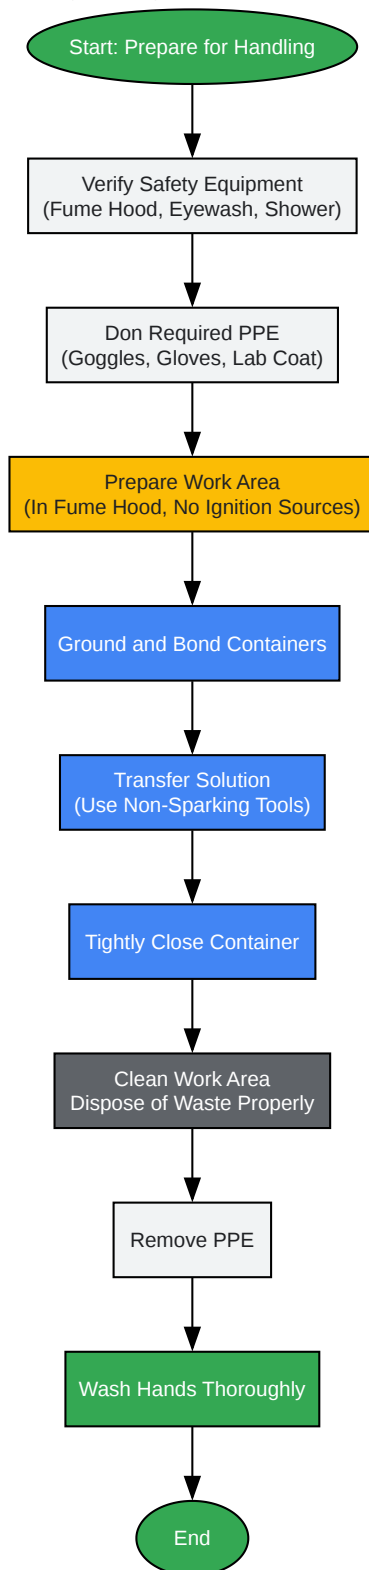 Start: Prepare for Handling
Verify Safety Equipment
(Fume Hood, Eyewash, Shower)
Don Required PPE
(Goggles, Gloves, Lab Coat)
Prepare Work Area
(In Fume Hood, No Ignition Sources)
Ground and Bond Containers
Transfer Solution
(Use Non-Sparking Tools)
Tightly Close Container
Clean Work Area
Dispose of Waste Properly
Remove PPE
Wash Hands Thoroughly
End